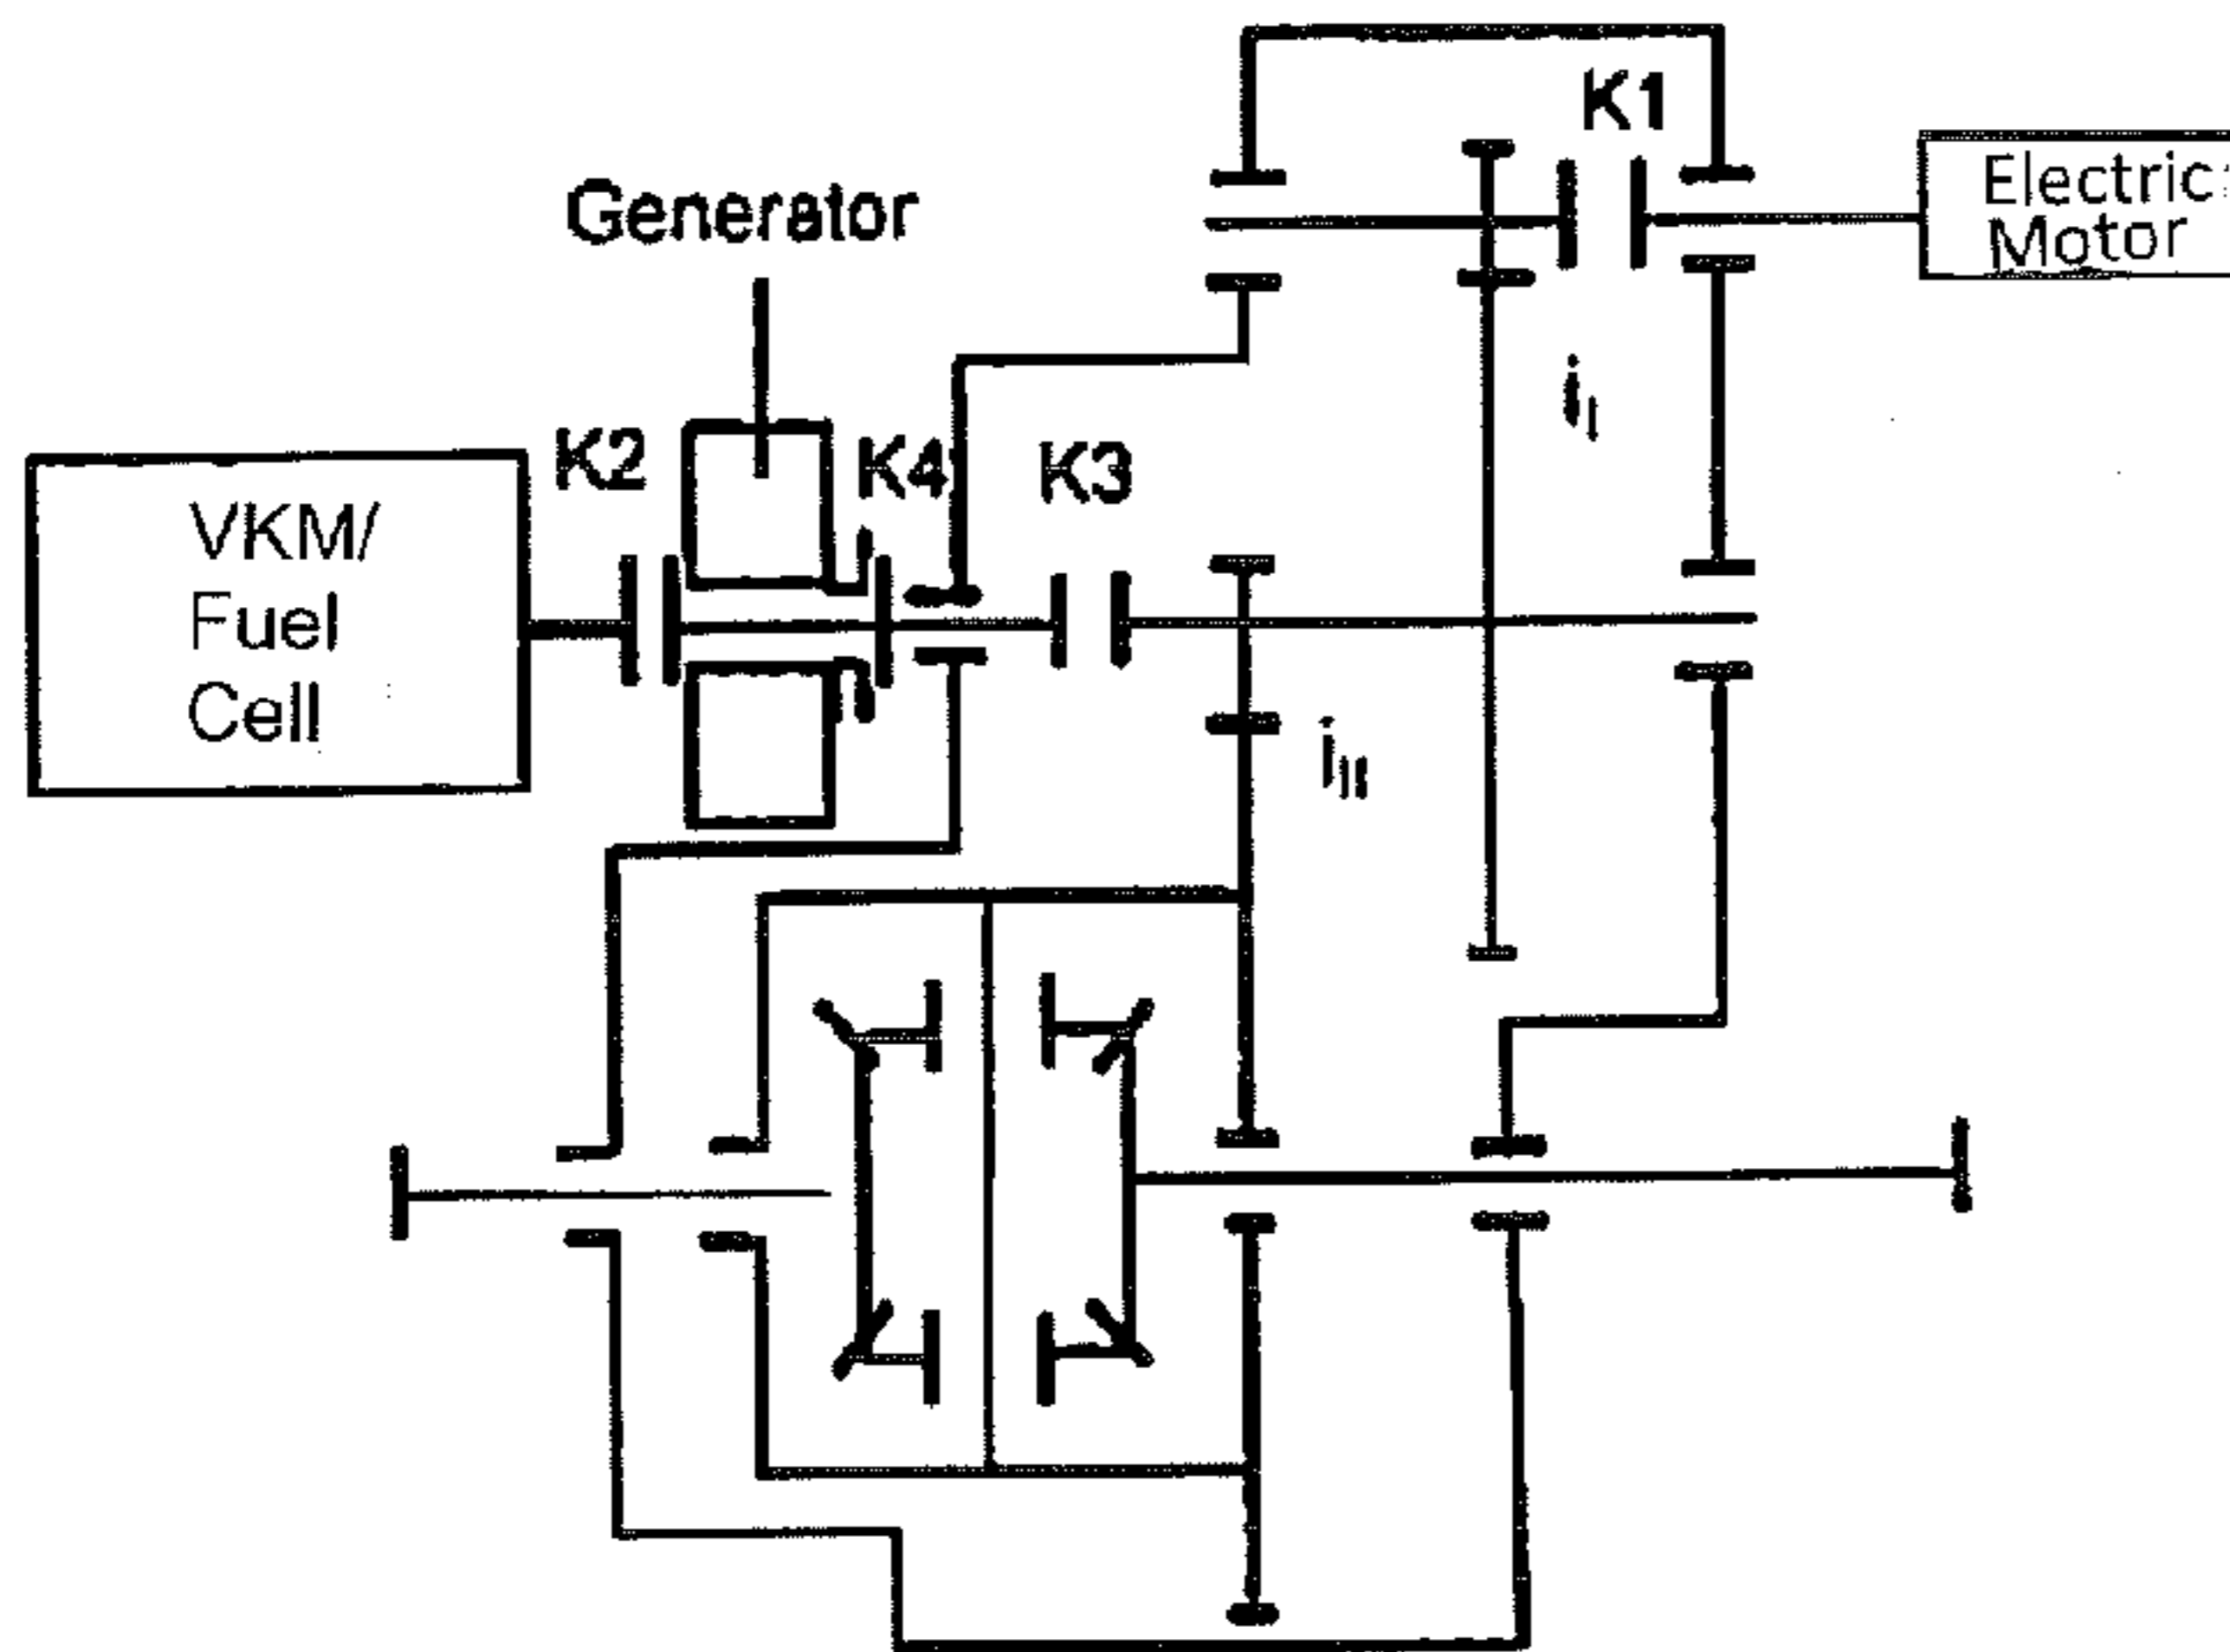 K1
Electric
Motor
Generator
i_I
K2
K4
K3
VKM/
Fuel
Cell
i_II